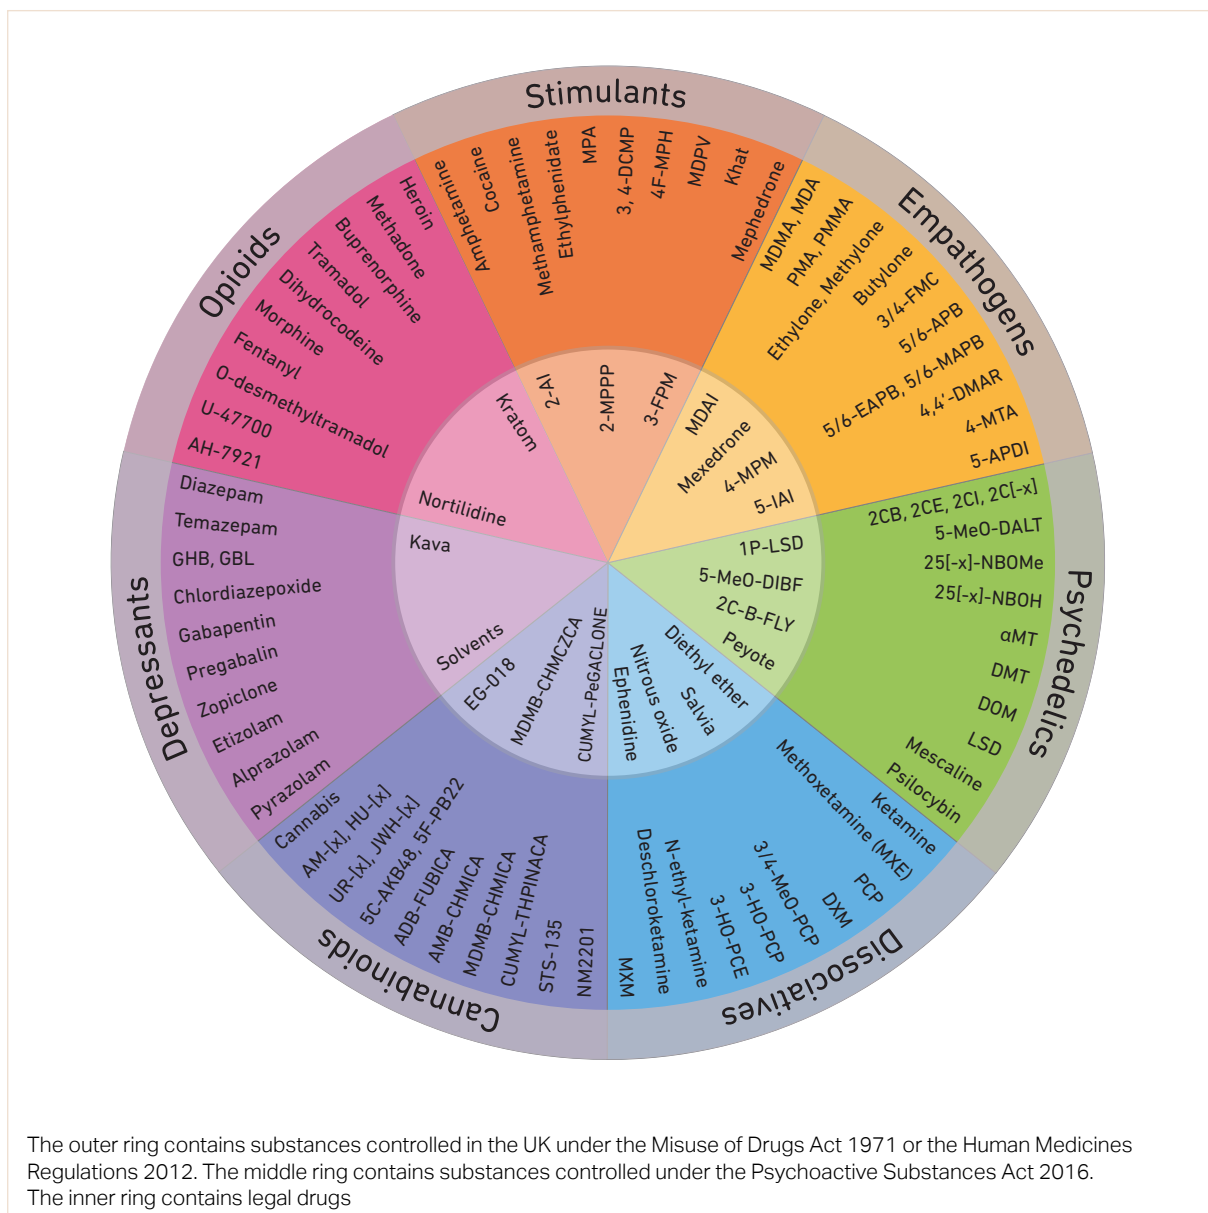 Stimulants
Amphetamine
Cocaine
Methamphetamine
Ethylphenidate
MPA
3, 4-DCMP
4F-MPH
MDPV
Khat
Mephedrone
2-AI
2-MPPP
3-FPM
Empathogens
MDMA, MDA
PMA, PMMA
Ethylone, Methylone
Butylone
3/4-FMC
5/6-APB
5/6-EAPB, 5/6-MAPB
4,4'-DMAR
4-MTA
5-APDI
MDAI
Mexedrone
4-MPM
5-IAI
Psychedelics
2CB, 2CE, 2CI, 2C[-x]
5-MeO-DALT
25[-x]-NBOMe
25[-x]-NBOH
αMT
DMT
DOM
LSD
Mescaline
Psilocybin
1P-LSD
5-MeO-DIBF
2C-B-FLY
Peyote
Dissociatives
Ketamine
Methoxetamine (MXE)
PCP
DXM
3/4-MeO-PCP
3-HO-PCP
3-HO-PCE
N-ethyl-ketamine
Deschloroketamine
MXM
Diethyl ether
Salvia
Nitrous oxide
Ephenidine
Cannabinoids
NM2201
STS-135
CUMYL-THPINACA
MDMB-CHMICA
AMB-CHMICA
ADB-FUBICA
5C-AKB48, 5F-PB22
UR-[x], JWH-[x]
AM-[x], HU-[x]
Cannabis
CUMYL-PeGACLONE
MDMB-CHMCZCA
EG-018
Depressants
Diazepam
Temazepam
GHB, GBL
Chlordiazepoxide
Gabapentin
Pregabalin
Zopiclone
Etizolam
Alprazolam
Pyrazolam
Kava
Solvents
Opioids
Heroin
Methadone
Buprenorphine
Tramadol
Dihydrocodeine
Morphine
Fentanyl
O-desmethyltramadol
U-47700
AH-7921
Kratom
Nortilidine
The outer ring contains substances controlled in the UK under the Misuse of Drugs Act 1971 or the Human Medicines
Regulations 2012. The middle ring contains substances controlled under the Psychoactive Substances Act 2016.
The inner ring contains legal drugs